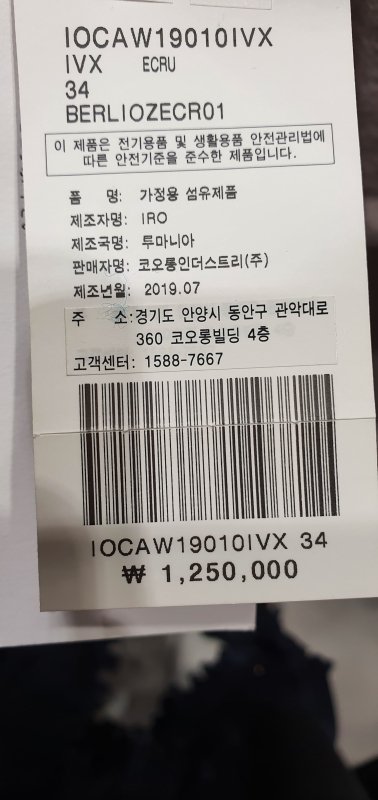 IOCAW19010IVX
IVX ECRU
34
BERLIOZECR01
이 제품은 전기용품 및 생활용품 안전관리법에
따른 안전기준을 준수한 제품입니다.
품 명: 가정용 섬유제품
제조자명: IRO
제조국명: 루마니아
판매자명: 코오롱인더스트리(주)
제조년월: 2019.07
주 소:경기도 안양시 동안구 관악대로
360 코오롱빌딩 4층
고객센터: 1588-7667
IOCAW19010IVX 34
₩ 1,250,000